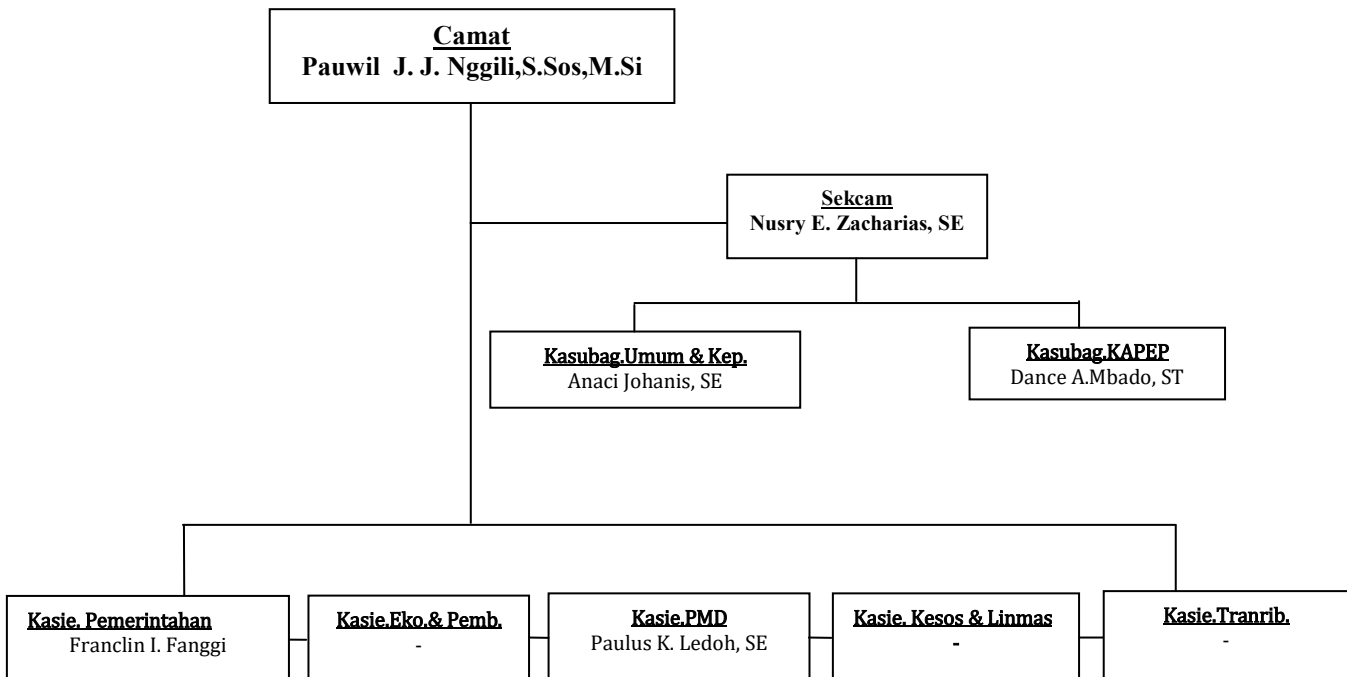 Camat
Pauwil J. J. Nggili,S.Sos,M.Si
Sekcam
Nusry E. Zacharias, SE
Kasubag.Umum & Kep.
Anaci Johanis, SE
Kasubag.KAPEP
Dance A.Mbado, ST
Kasie. Pemerintahan
Franclin I. Fanggi
Kasie.Eko.& Pemb.
-
Kasie.PMD
Paulus K. Ledoh, SE
Kasie. Kesos & Linmas
-
Kasie.Tranrib.
-